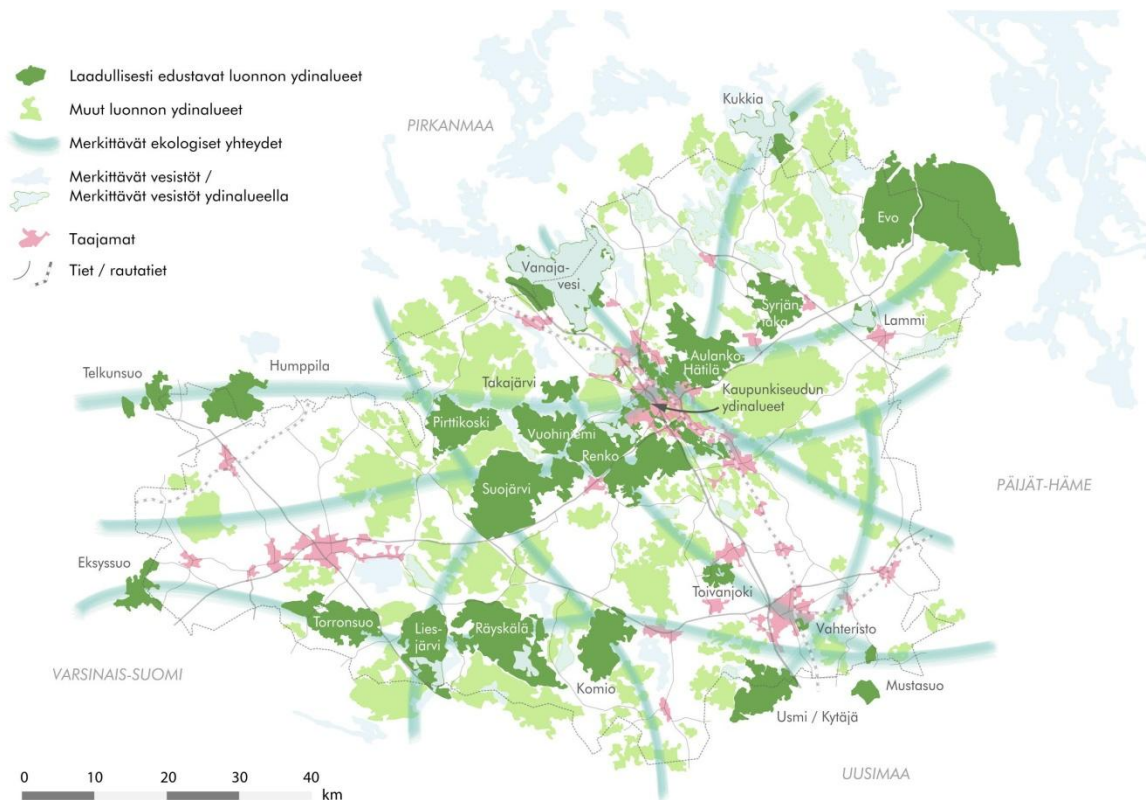 Laadullisesti edustavat luonnon ydinalueet
Muut luonnon ydinalueet
Merkittävät ekologiset yhteydet
Merkittävät vesistöt /
Merkittävät vesistöt ydinalueella
Taajamat
Tiet / rautatiet
PIRKANMAA
Kukkia
Evo
Vanaja-
vesi
Syrjän-
taka
Lammi
Aulanko
Hätilä
Telkunsuo
Humppila
Takajärvi
Kaupunkiseudun
ydinalueet
Pirttikoski
Vuohiniemi
Renko
Suojärvi
PÄIJÄT-HÄME
Eksyssuo
Toivanjoki
Torronsuo
Lies-
järvi
Räyskälä
Vahteristo
VARSINAIS-SUOMI
Komio
Mustasuo
Usmi / Kytäjä
UUSIMAA
0 10 20 30 40
km